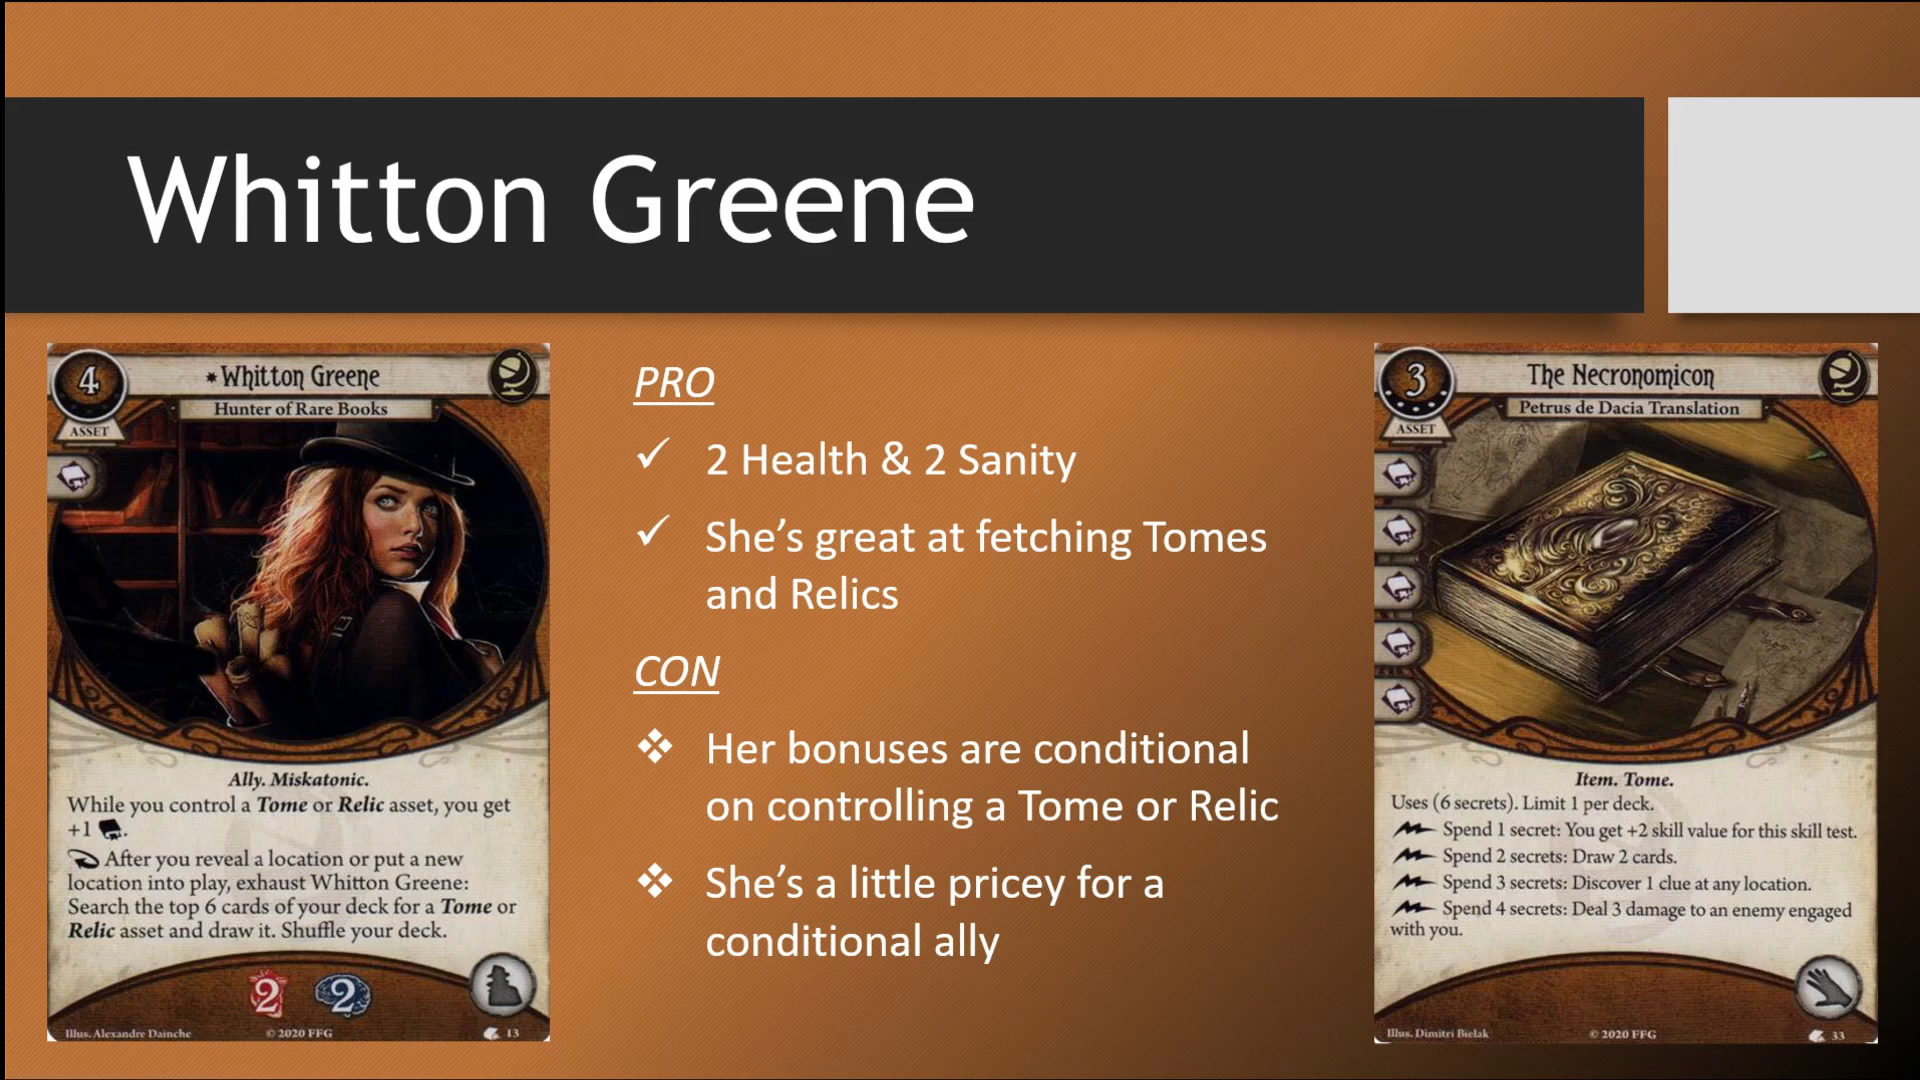 Whitton Greene
4
Whitton Greene
Hunter of Rare Books
ASSET
Ally. Miskatonic.
While you control a Tome or Relic asset, you get
+1 .
After you reveal a location or put a new
location into play, exhaust Whitton Greene:
Search the top 6 cards of your deck for a Tome or
Relic asset and draw it. Shuffle your deck.
2 2
Illus. Alexandre Dainche © 2020 FFG 13
PRO
✓ 2 Health & 2 Sanity
✓ She’s great at fetching Tomes
and Relics
CON
❖ Her bonuses are conditional
on controlling a Tome or Relic
❖ She’s a little pricey for a
conditional ally
3
The Necronomicon
Petrus de Dacia Translation
ASSET
Item. Tome.
Uses (6 secrets). Limit 1 per deck.
Spend 1 secret: You get +2 skill value for this skill test.
Spend 2 secrets: Draw 2 cards.
Spend 3 secrets: Discover 1 clue at any location.
Spend 4 secrets: Deal 3 damage to an enemy engaged
with you.
Illus. Dimitri Bielak © 2020 FFG 33